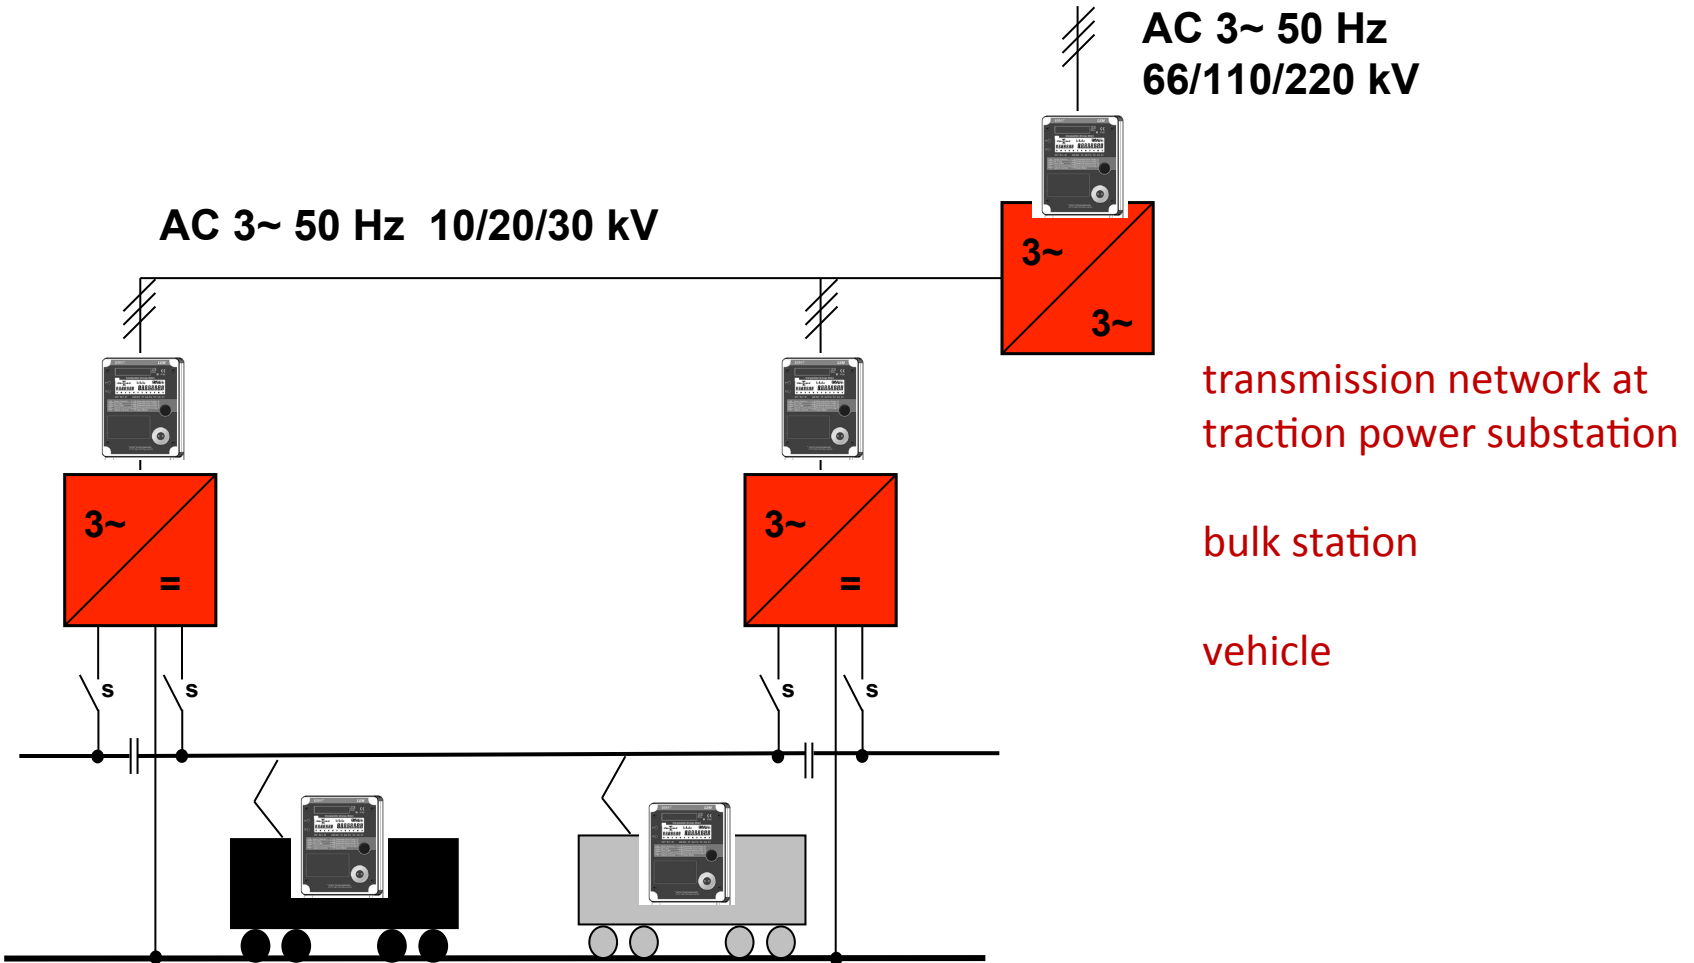 AC 3~ 50 Hz
66/110/220 kV
AC 3~ 50 Hz 10/20/30 kV
3~
3~
transmission network at
traction power substation
3~
=
3~
=
bulk station
vehicle
s
s
s
s